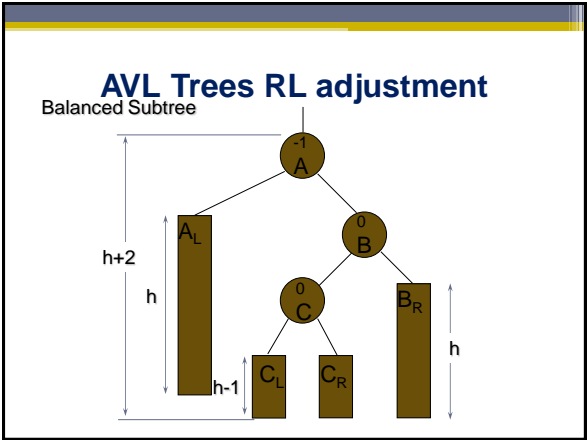 AVL Trees RL adjustment
Balanced Subtree
-1
A
0
B
AL
h+2
h
0
C
BR
h
h-1
CL
CR